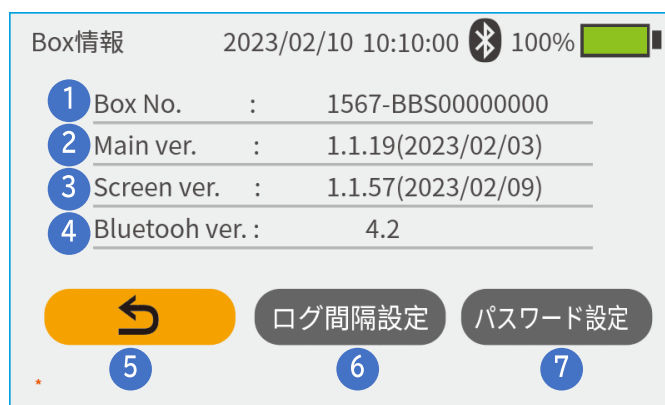 Box情報 2023/02/10 10:10:00 100%
1 Box No. : 1567-BBS00000000
2 Main ver. : 1.1.19(2023/02/03)
3 Screen ver. : 1.1.57(2023/02/09)
4 Bluetooh ver. : 4.2
ログ間隔設定 パスワード設定
5 6 7
*